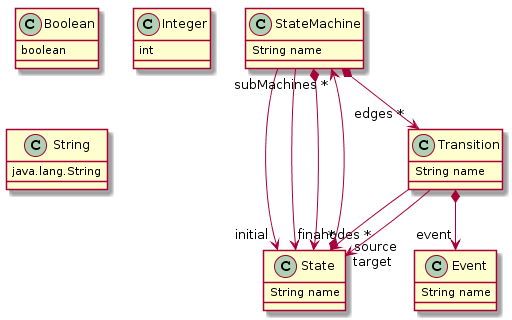 C Boolean
boolean
C Integer
int
C StateMachine
String name
subMachines *
edges *
C String
java.lang.String
C Transition
String name
initial
nodes *
event
source
target
C State
String name
C Event
String name